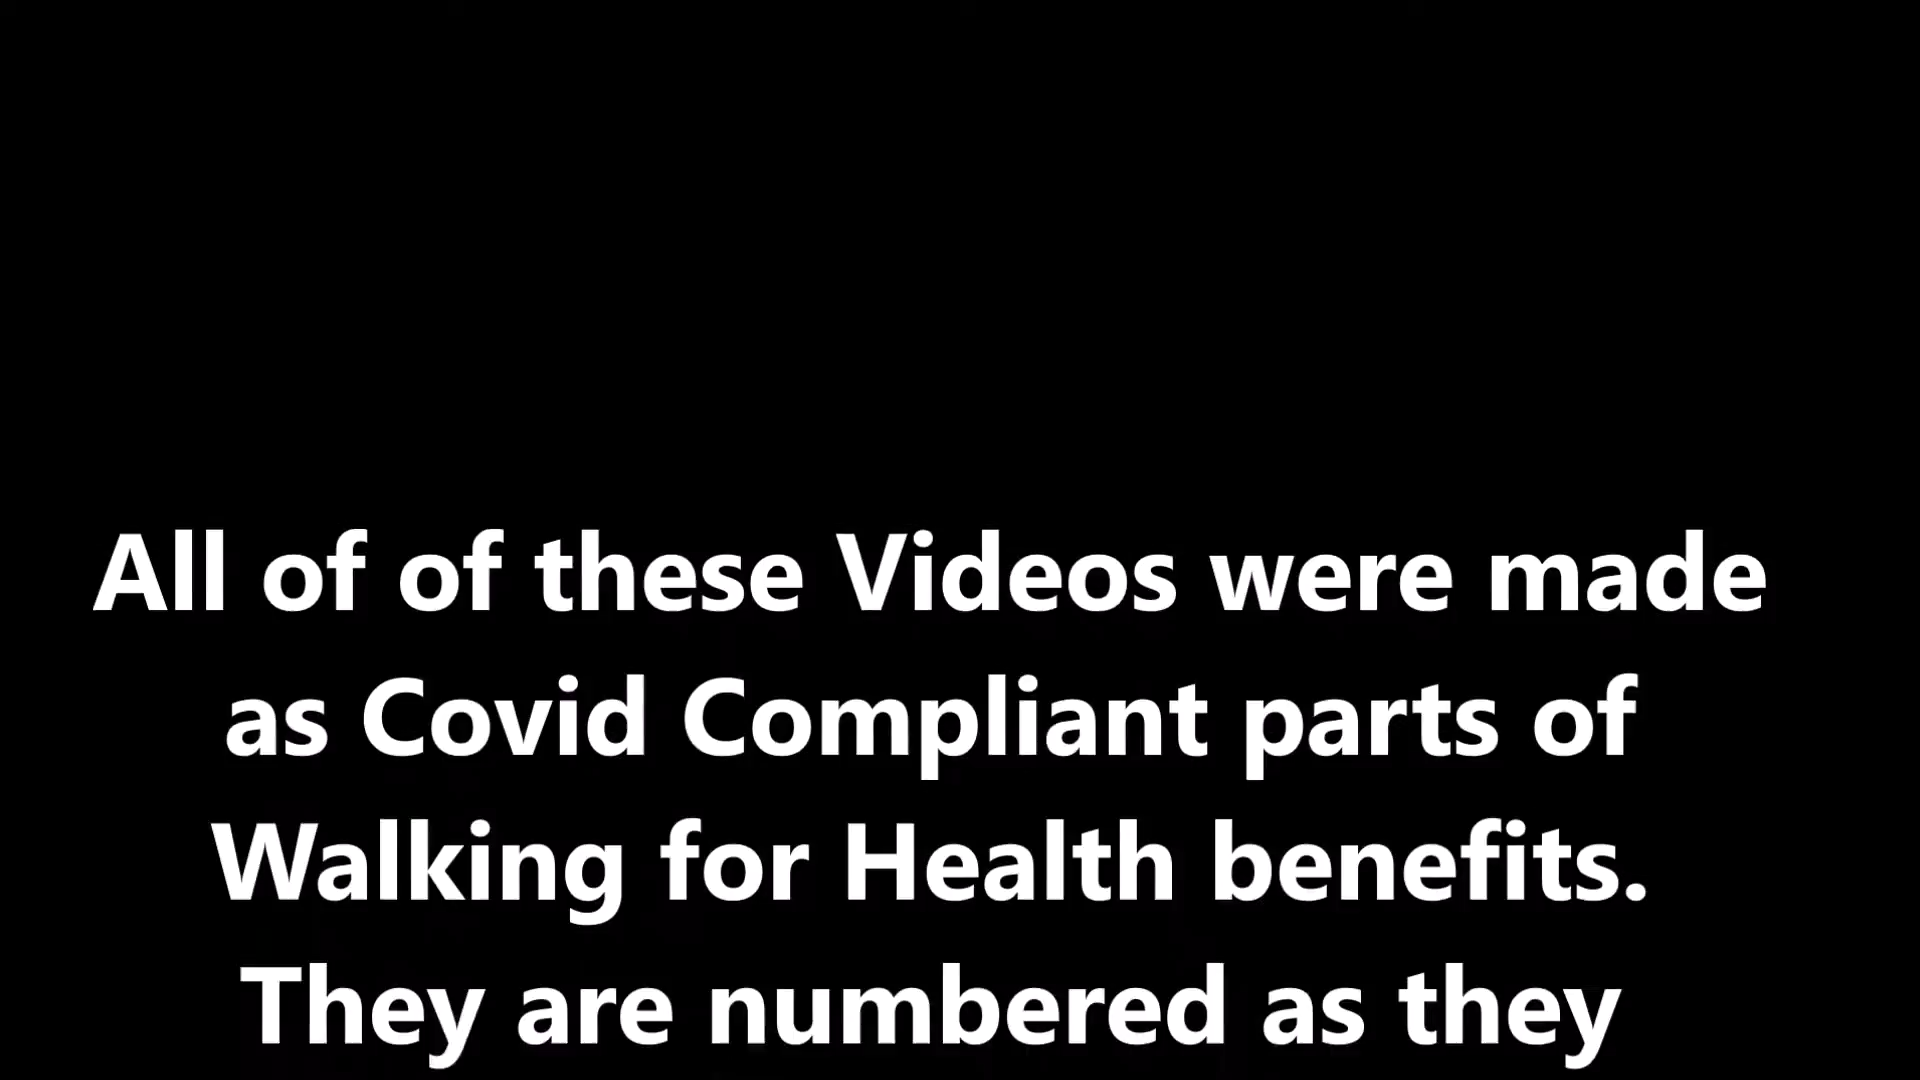 All of of these Videos were made
as Covid Compliant parts of
Walking for Health benefits.
They are numbered as they